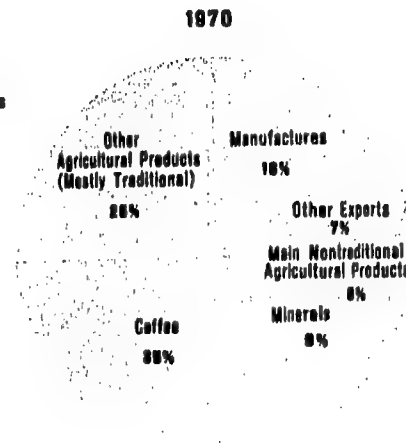 1970
s
Other
Agricultural Products
(Mostly Traditional)
Manufactures
Other Exports
7%
Main Nontraditional
Agricultural Products
Minerals
Coffee